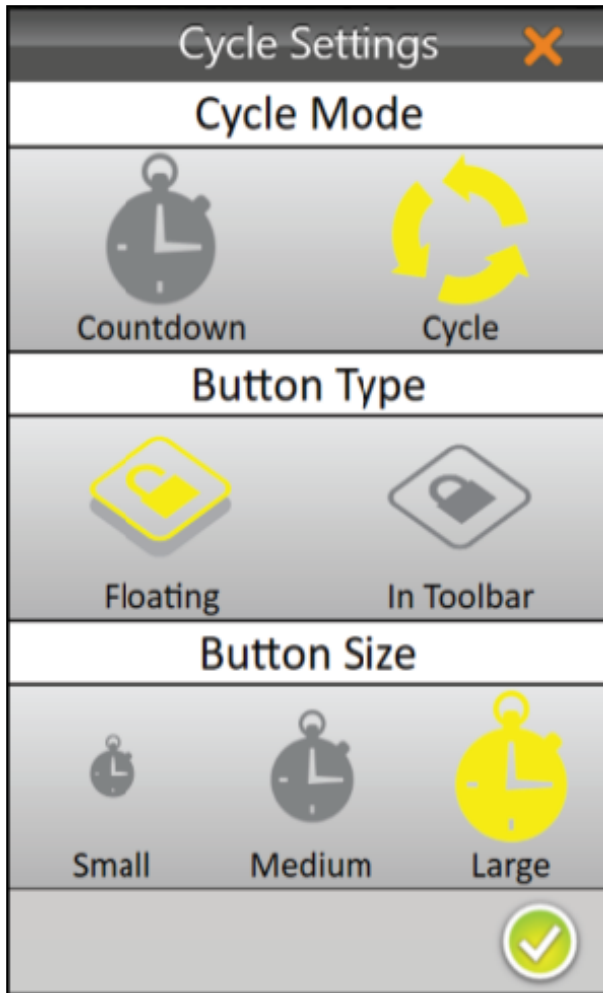 Cycle Settings
Cycle Mode
Countdown Cycle
Button Type
Floating In Toolbar
Button Size
Small Medium Large